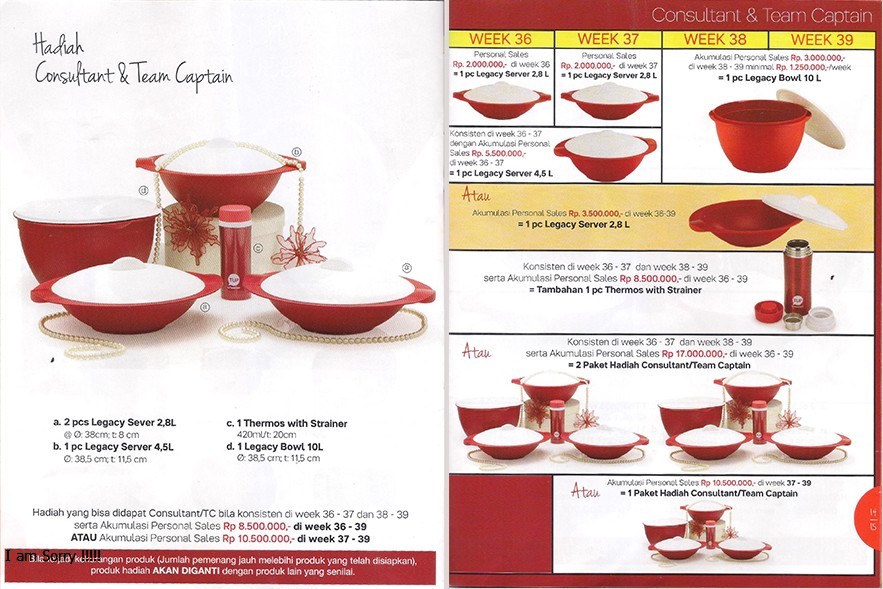 Hadiah
Consultant & Team Captain
b
d
c
a
a
a. 2 pcs Legacy Sever 2,8L
@ Ø: 38cm; t: 8 cm
b. 1 pc Legacy Server 4,5L
Ø: 38,5 cm; t: 11,5 cm
c. 1 Thermos with Strainer
420ml/t: 20cm
d. 1 Legacy Bowl 10L
Ø: 38,5 cm; t: 11,5 cm
Hadiah yang bisa didapat Consultant/TC bila konsisten di week 36 - 37 dan 38 - 39
serta Akumulasi Personal Sales Rp 8.500.000,- di week 36 - 39
ATAU Akumulasi Personal Sales Rp 10.500.000,- di week 37 - 39
I am Sorry !!!!!
produk (Jumlah pemenang jauh melebihi produk yang telah disiapkan),
produk hadiah AKAN DIGANTI dengan produk lain yang senilai.
Consultant & Team Captain
WEEK 36
WEEK 37
WEEK 38
WEEK 39
Personal Sales
Rp. 2.000.000,- di week 36
= 1 pc Legacy Server 2,8 L
Personal Sales
Rp. 2.000.000,- di week 37
= 1 pc Legacy Server 2,8 L
Akumulasi Personal Sales Rp. 3.000.000,-
di week 38 - 39 minimal Rp. 1.250.000,-/week
= 1 pc Legacy Bowl 10 L
Konsisten di week 36 - 37
dengan Akumulasi Personal
Sales Rp. 5.500.000,-
di week 36 - 37
= 1 pc Legacy Server 4,5 L
Atau
Akumulasi Personal Sales Rp. 3.500.000,- di week 38-39
= 1 pc Legacy Server 2,8 L
Konsisten di week 36 - 37 dan week 38 - 39
serta Akumulasi Personal Sales Rp 8.500.000,- di week 36 - 39
= Tambahan 1 pc Thermos with Strainer
Atau
Konsisten di week 36 - 37 dan week 38 - 39
serta Akumulasi Personal Sales Rp 17.000.000,- di week 36 - 39
= 2 Paket Hadiah Consultant/Team Captain
Atau
Akumulasi Personal Sales Rp 10.500.000,- di week 37 - 39
= 1 Paket Hadiah Consultant/Team Captain
14
15